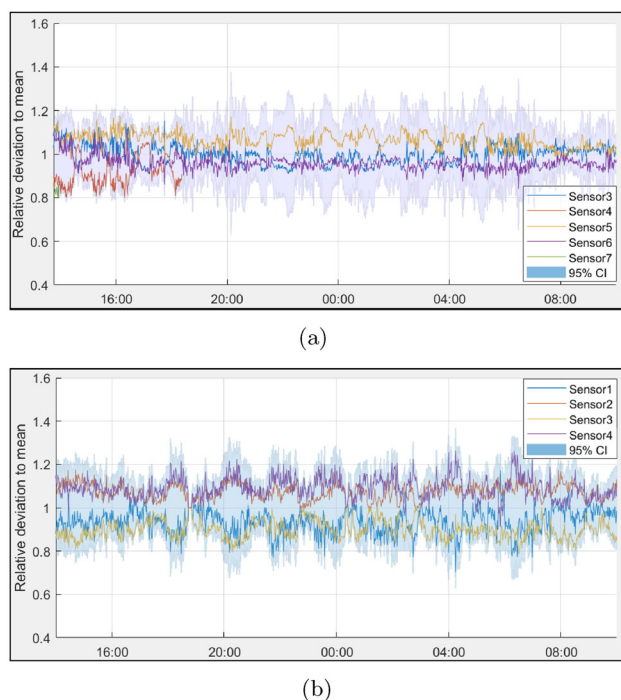 1.6
1.4
1.2
1
0.8
0.6
0.4
Relative deviation to mean
Sensor3
Sensor4
Sensor5
Sensor6
Sensor7
95% CI
16:00 20:00 00:00 04:00 08:00
(a)
1.6
1.4
1.2
1
0.8
0.6
0.4
Relative deviation to mean
Sensor1
Sensor2
Sensor3
Sensor4
95% CI
16:00 20:00 00:00 04:00 08:00
(b)